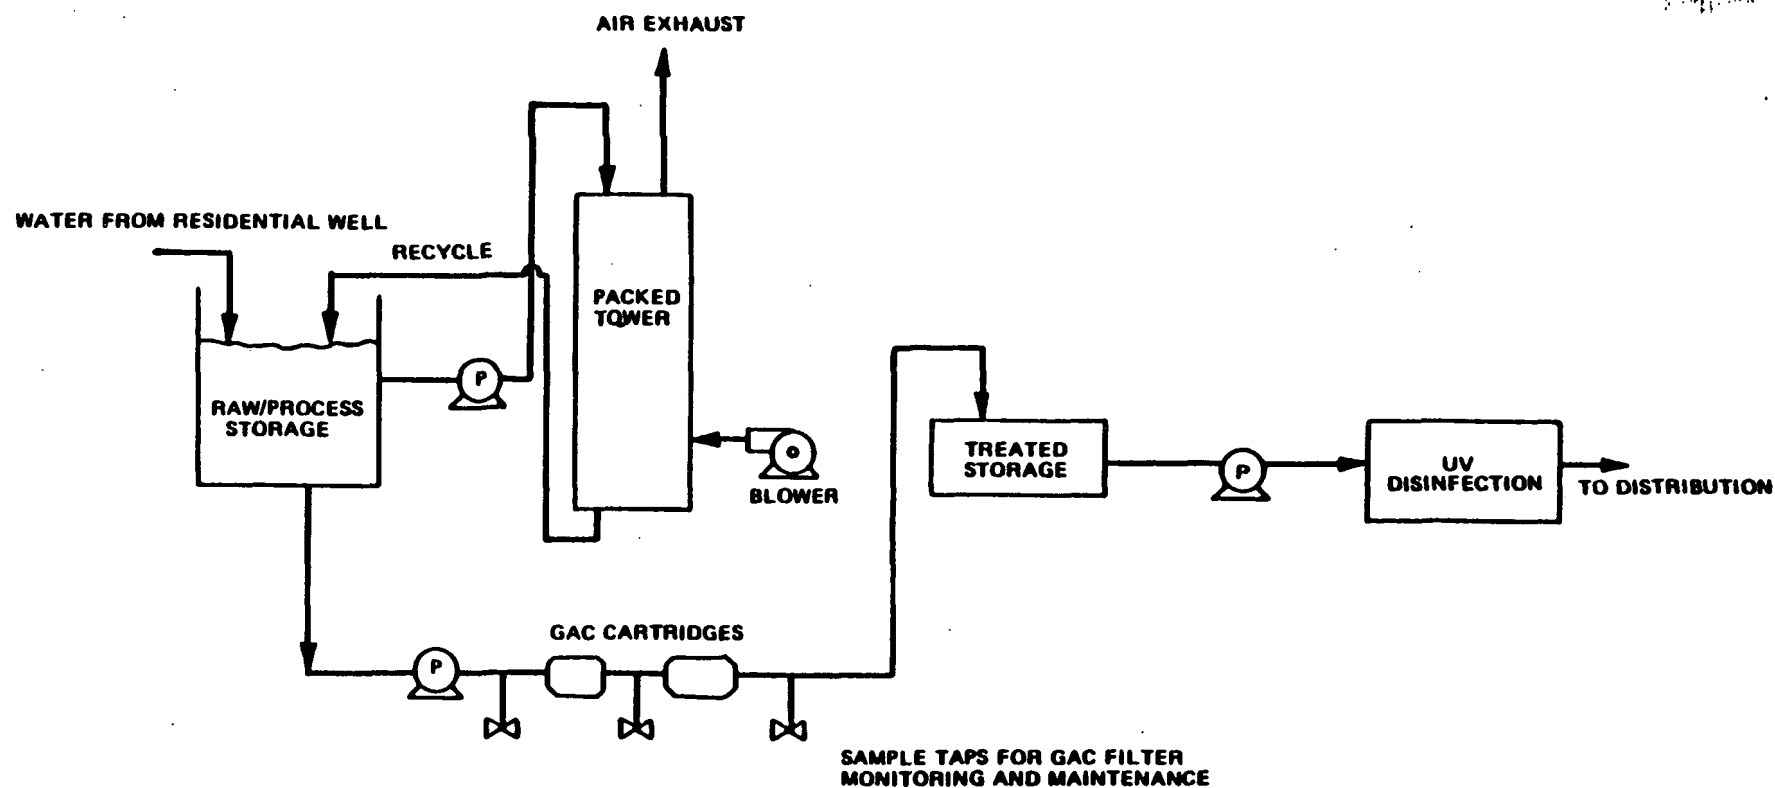 AIR EXHAUST
WATER FROM RESIDENTIAL WELL
RECYCLE
PACKED
TOWER
P
RAW/PROCESS
STORAGE
BLOWER
TREATED
STORAGE
P
UV
DISINFECTION
TO DISTRIBUTION
GAC CARTRIDGES
P
SAMPLE TAPS FOR GAC FILTER
MONITORING AND MAINTENANCE